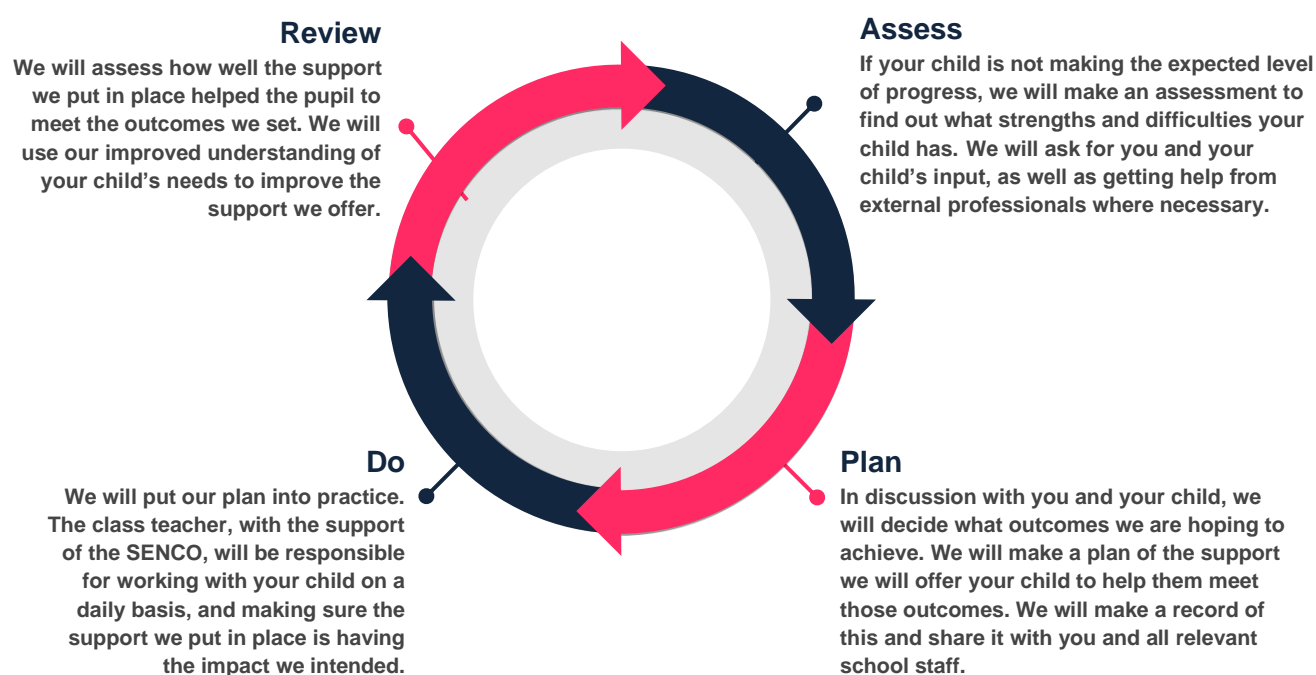 Review
We will assess how well the support
we put in place helped the pupil to
meet the outcomes we set. We will
use our improved understanding of
your child’s needs to improve the
support we offer.
Assess
If your child is not making the expected level
of progress, we will make an assessment to
find out what strengths and difficulties your
child has. We will ask for you and your
child’s input, as well as getting help from
external professionals where necessary.
Do
We will put our plan into practice.
The class teacher, with the support
of the SENCO, will be responsible
for working with your child on a
daily basis, and making sure the
support we put in place is having
the impact we intended.
Plan
In discussion with you and your child, we
will decide what outcomes we are hoping to
achieve. We will make a plan of the support
we will offer your child to help them meet
those outcomes. We will make a record of
this and share it with you and all relevant
school staff.